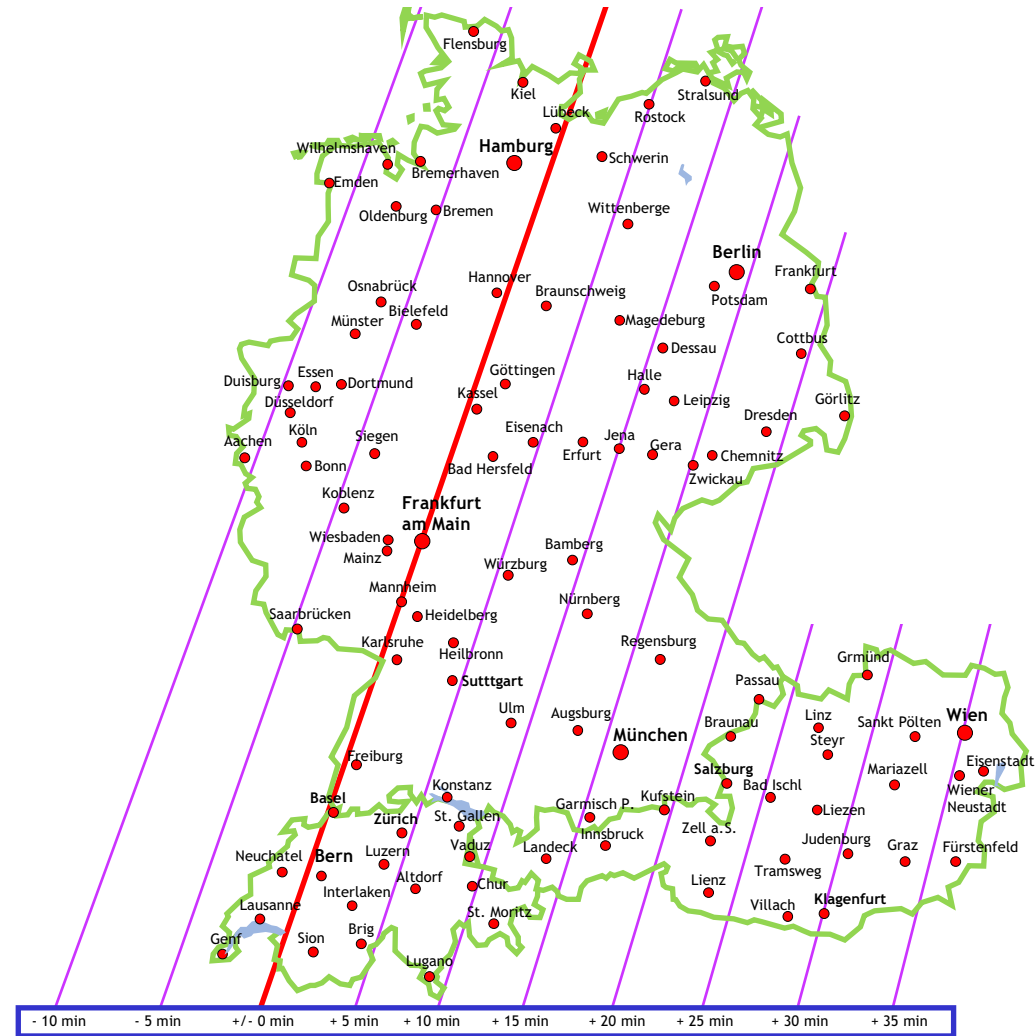 Flensburg
Kiel
Stralsund
Lübeck
Rostock
Wilhelmshaven
Hamburg
Schwerin
Bremerhaven
Emden
Oldenburg
Bremen
Wittenberge
Berlin
Hannover
Frankfurt
Osnabrück
Braunschweig
Potsdam
Bielefeld
Münster
Magedeburg
Cottbus
Dessau
Göttingen
Duisburg
Essen
Dortmund
Halle
Kassel
Düsseldorf
Leipzig
Görlitz
Dresden
Köln
Siegen
Eisenach
Jena
Aachen
Gera
Erfurt
Chemnitz
Bonn
Bad Hersfeld
Zwickau
Koblenz
Frankfurt
am Main
Wiesbaden
Mainz
Bamberg
Würzburg
Mannheim
Nürnberg
Saarbrücken
Heidelberg
Karlsruhe
Regensburg
Heilbronn
Grmünd
Sutttgart
Passau
Ulm
Augsburg
Braunau
Linz
Sankt Pölten
Wien
München
Steyr
Freiburg
Eisenstadt
Salzburg
Mariazell
Konstanz
Bad Ischl
Wiener
Neustadt
Basel
Kufstein
Garmisch P.
Zürich
St. Gallen
Liezen
Innsbruck
Zell a.S.
Vaduz
Landeck
Judenburg
Graz
Fürstenfeld
Neuchatel
Bern
Luzern
Altdorf
Tramsweg
Chur
Lienz
Interlaken
Klagenfurt
Lausanne
Villach
St. Moritz
Genf
Sion
Brig
Lugano
- 10 min - 5 min +/- 0 min + 5 min + 10 min + 15 min + 20 min + 25 min + 30 min + 35 min